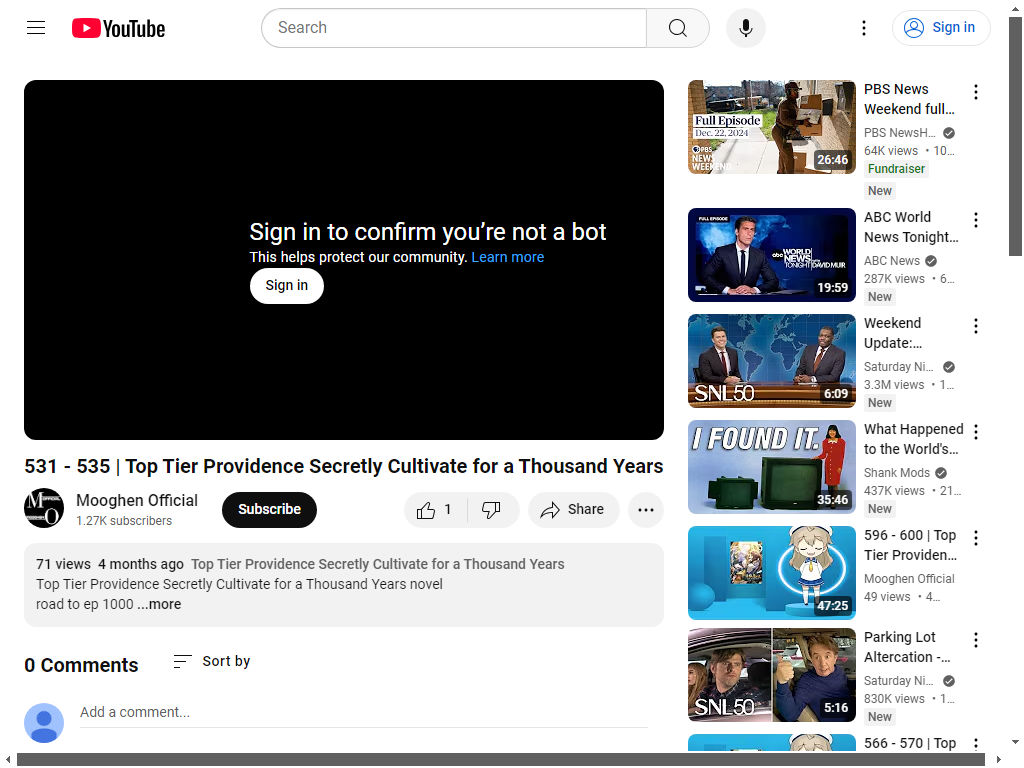 YouTube
Search
Sign in
Sign in to confirm you’re not a bot
This helps protect our community. Learn more
Sign in
531 - 535 | Top Tier Providence Secretly Cultivate for a Thousand Years
Mooghen Official
1.27K subscribers
Subscribe
1
Share
71 views 4 months ago Top Tier Providence Secretly Cultivate for a Thousand Years
Top Tier Providence Secretly Cultivate for a Thousand Years novel
road to ep 1000 ...more
0 Comments
Sort by
Add a comment...
Full Episode
Dec. 22, 2024
PBS
NEWS
WEEKEND
26:46
PBS News
Weekend full...
PBS NewsH...
64K views • 10...
Fundraiser
New
FULL EPISODE
abc WORLD
NEWS
TONIGHT DAVID MUIR
19:59
ABC World
News Tonight...
ABC News
287K views • 6...
New
SNL50
6:09
Weekend
Update:...
Saturday Ni...
3.3M views • 1...
New
I FOUND IT.
35:46
What Happened
to the World's...
Shank Mods
437K views • 21...
New
47:25
596 - 600 | Top
Tier Providen...
Mooghen Official
49 views • 4...
SNL50
5:16
Parking Lot
Altercation -...
Saturday Ni...
830K views • 1...
New
566 - 570 | Top